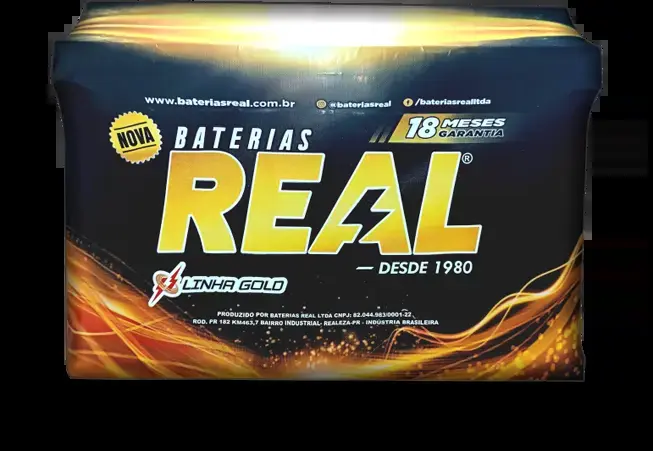 www.bateriasreal.com.br @bateriasreal /bateriasrealltda
NOVA
18 MESES
GARANTIA
BATERIAS
REAL®
— DESDE 1980
LINHA GOLD
PRODUZIDO POR BATERIAS REAL LTDA CNPJ: 82.044.983/0001-22
ROD. PR 182 KM463,7 BAIRRO INDUSTRIAL- REALEZA-PR - INDÚSTRIA BRASILEIRA